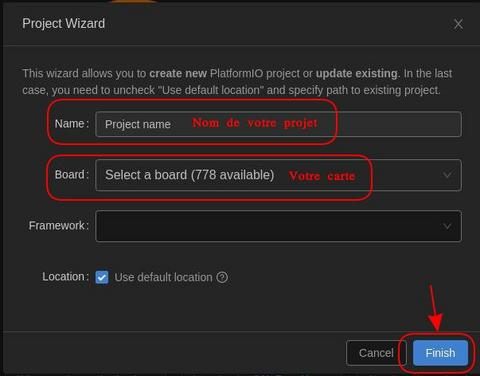 Project Wizard
This wizard allows you to create new PlatformIO project or update existing. In the last
case, you need to uncheck "Use default location" and specify path to existing project.
Name: Project name Nom de votre projet
Board: Select a board (778 available) Votre carte
Framework:
Location: Use default location
Cancel Finish